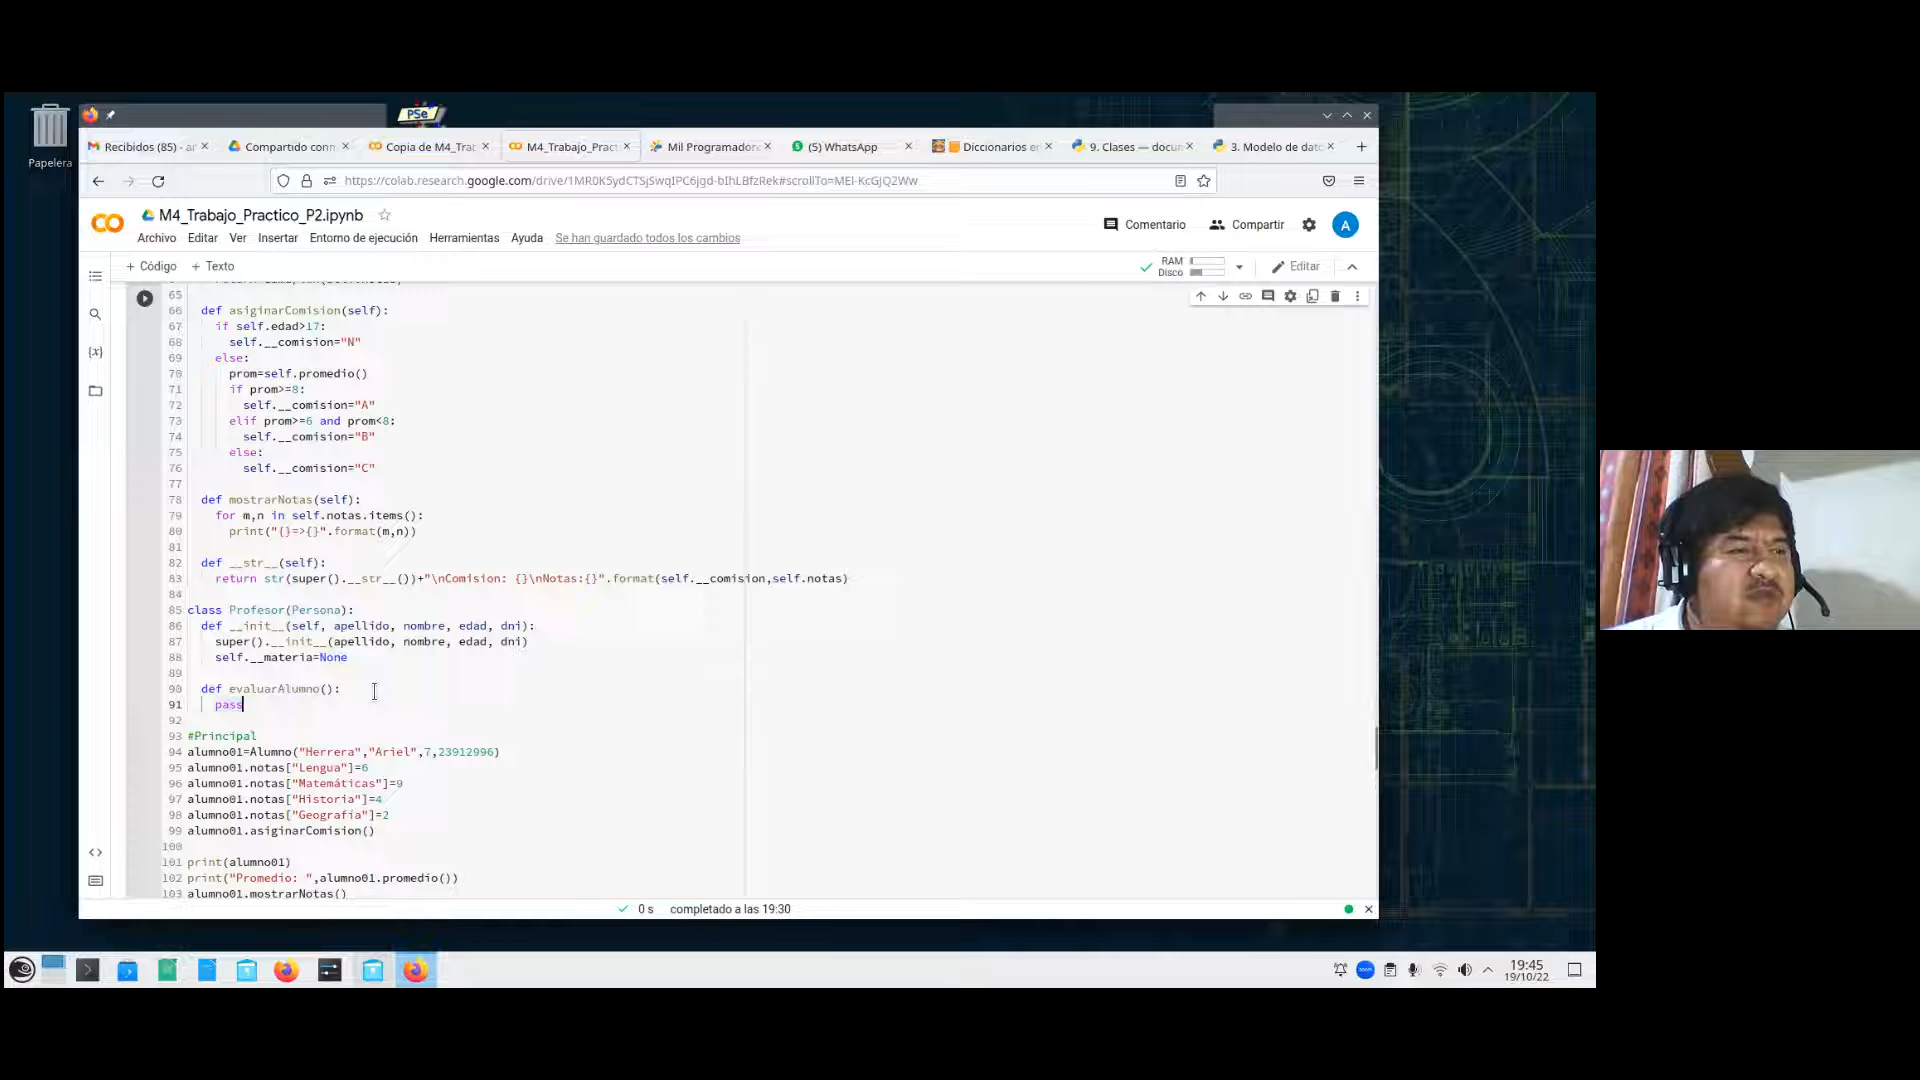 PSe
Papelera
Recibidos (85) - ar
Compartido conn
Copia de M4_Trab
M4_Trabajo_Pract
Mil Programador
(5) WhatsApp
Diccionarios en
9. Clases — docun
3. Modelo de dato
https://colab.research.google.com/drive/1MR0K5ydCTSjSwqIPC6jgd-bIhLBfzRek#scrollTo=MEl-KcGjQ2Ww
M4_Trabajo_Practico_P2.ipynb
Comentario
Compartir
A
Archivo Editar Ver Insertar Entorno de ejecución Herramientas Ayuda Se han guardado todos los cambios
+ Código + Texto
RAM
Disco
Editar
65
66 def asiginarComision(self):
67 if self.edad>17:
68 self.__comision="N"
69 else:
70 prom=self.promedio()
71 if prom>=8:
72 self.__comision="A"
73 elif prom>=6 and prom<8:
74 self.__comision="B"
75 else:
76 self.__comision="C"
77
78 def mostrarNotas(self):
79 for m,n in self.notas.items():
80 print("{}=>{}".format(m,n))
81
82 def __str__(self):
83 return str(super().__str__())+"\nComision: {}\nNotas:{}".format(self.__comision,self.notas)
84
85 class Profesor(Persona):
86 def __init__(self, apellido, nombre, edad, dni):
87 super().__init__(apellido, nombre, edad, dni)
88 self.__materia=None
89
90 def evaluarAlumno():
91 pass
92
93 #Principal
94 alumno01=Alumno("Herrera","Ariel",7,23912996)
95 alumno01.notas["Lengua"]=6
96 alumno01.notas["Matemáticas"]=9
97 alumno01.notas["Historia"]=4
98 alumno01.notas["Geografía"]=2
99 alumno01.asiginarComision()
100
101 print(alumno01)
102 print("Promedio: ",alumno01.promedio())
103 alumno01.mostrarNotas()
0 s completado a las 19:30
zoom
19:45
19/10/22